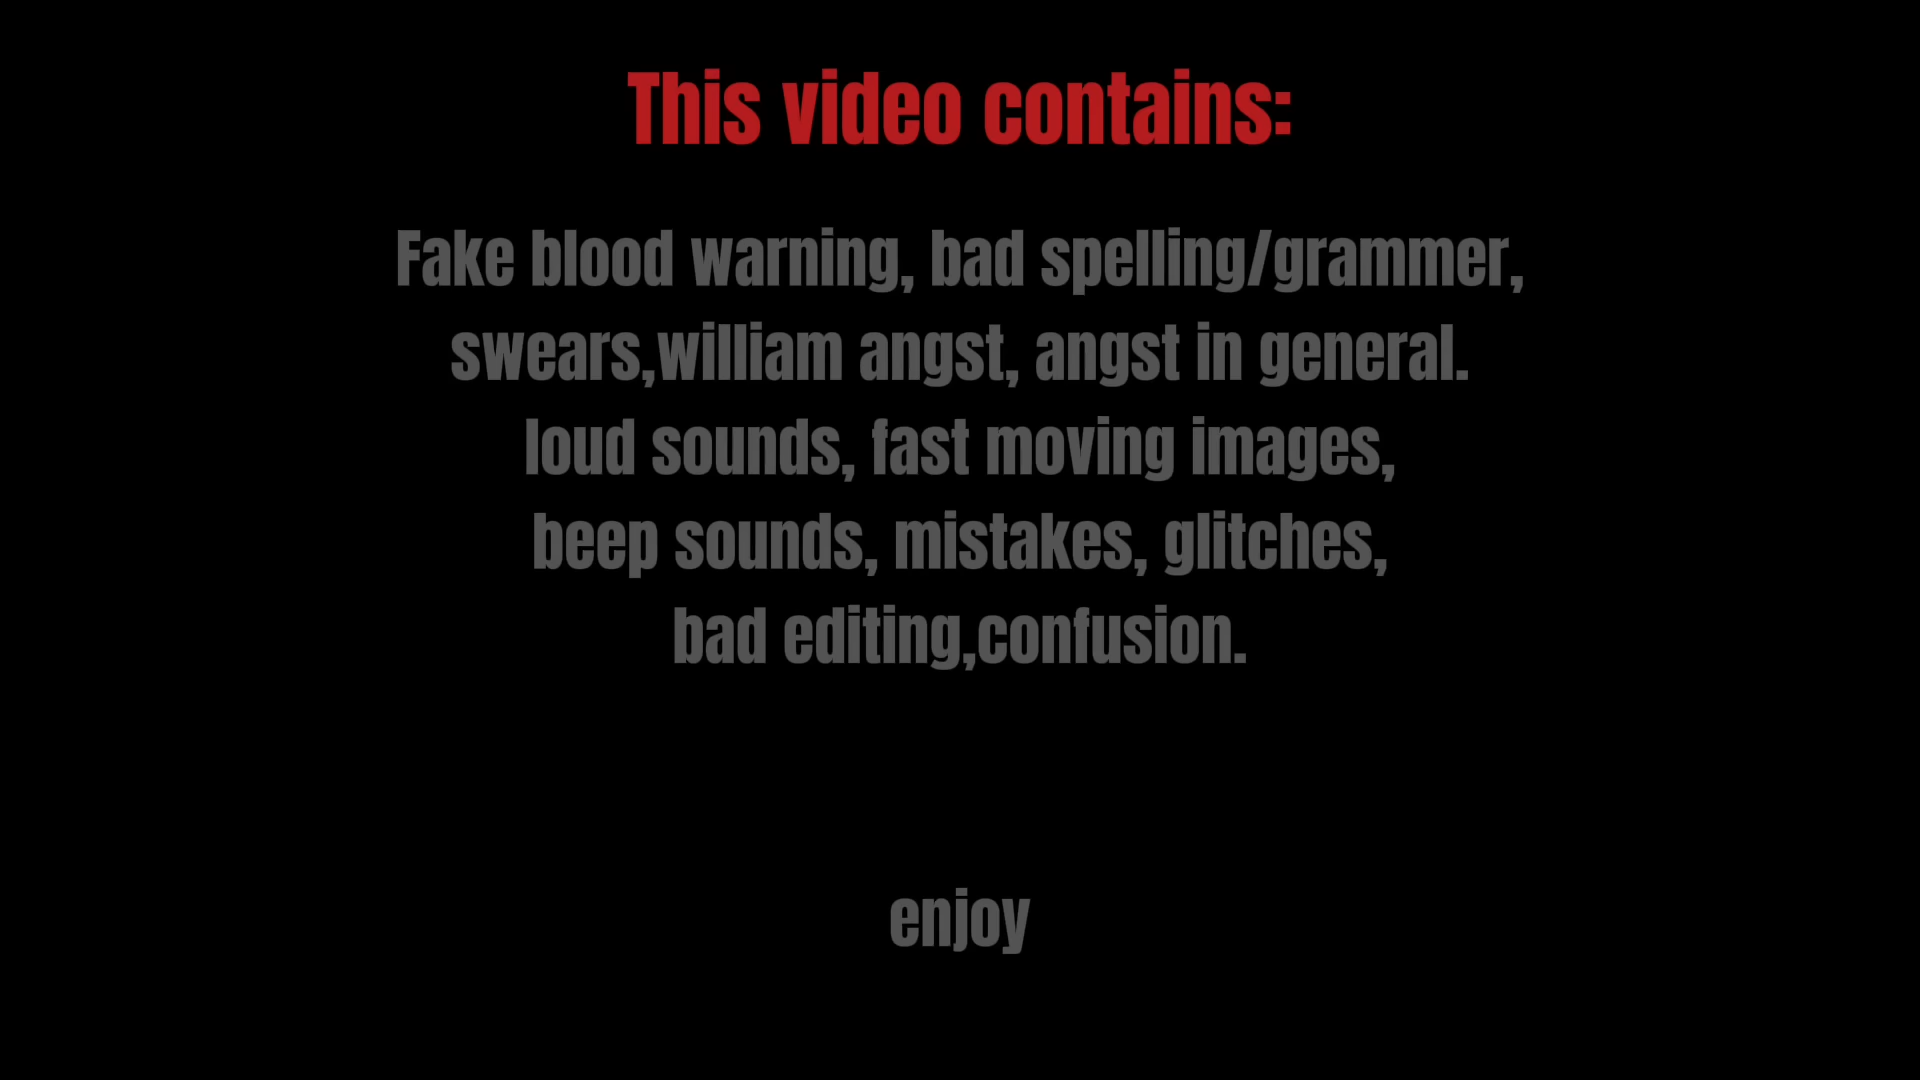 This video contains:
Fake blood warning, bad spelling/grammer,
swears,william angst, angst in general.
loud sounds, fast moving images,
beep sounds, mistakes, glitches,
bad editing,confusion.
enjoy